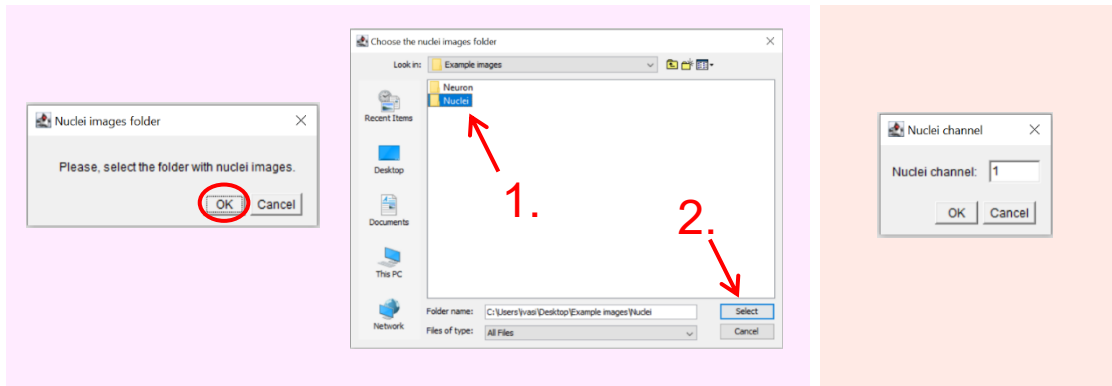 Nuclei images folder
Please, select the folder with nuclei images.
OK Cancel
Choose the nuclei images folder
Look in: Example images
Neuron
Nuclei
Recent Items
Desktop
Documents
This PC
Network
1.
2.
Folder name: C:\Users\ivasi\Desktop\Example images\Nuclei Select
Files of type: All Files Cancel
Nuclei channel
Nuclei channel: 1
OK Cancel